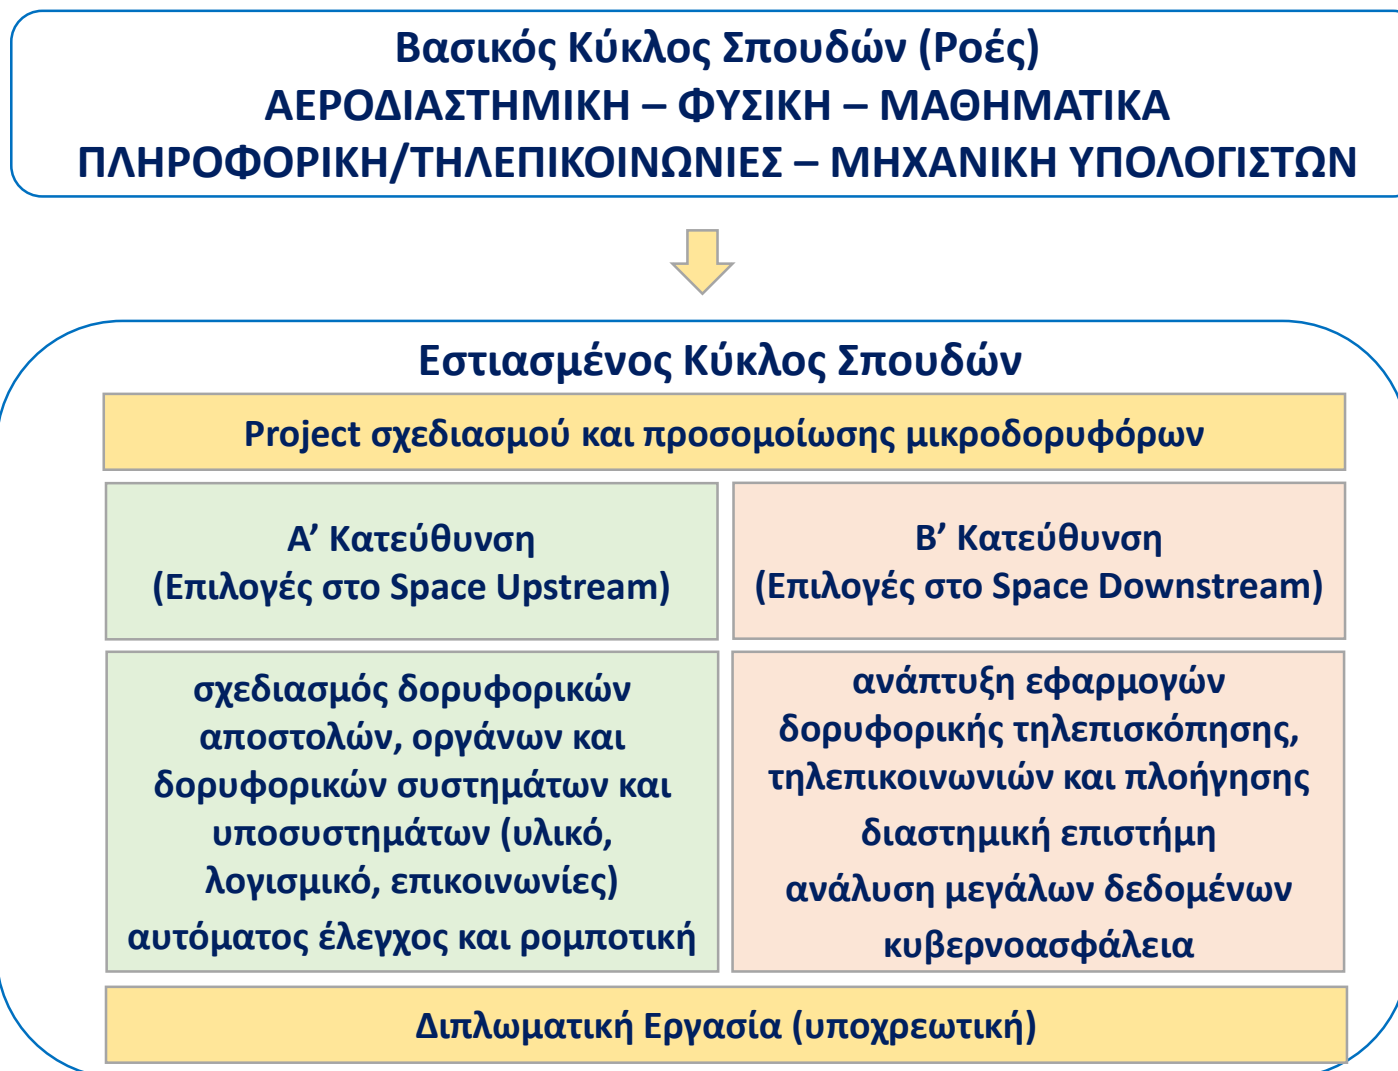 Βασικός Κύκλος Σπουδών (Ροές)
ΑΕΡΟΔΙΑΣΤΗΜΙΚΗ – ΦΥΣΙΚΗ – ΜΑΘΗΜΑΤΙΚΑ
ΠΛΗΡΟΦΟΡΙΚΗ/ΤΗΛΕΠΙΚΟΙΝΩΝΙΕΣ – ΜΗΧΑΝΙΚΗ ΥΠΟΛΟΓΙΣΤΩΝ
Εστιασμένος Κύκλος Σπουδών
Project σχεδιασμού και προσομοίωσης μικροδορυφόρων
Α’ Κατεύθυνση
(Επιλογές στο Space Upstream)
Β’ Κατεύθυνση
(Επιλογές στο Space Downstream)
σχεδιασμός δορυφορικών
αποστολών, οργάνων και
δορυφορικών συστημάτων και
υποσυστημάτων (υλικό,
λογισμικό, επικοινωνίες)
αυτόματος έλεγχος και ρομποτική
ανάπτυξη εφαρμογών
δορυφορικής τηλεπισκόπησης,
τηλεπικοινωνιών και πλοήγησης
διαστημική επιστήμη
ανάλυση μεγάλων δεδομένων
κυβερνοασφάλεια
Διπλωματική Εργασία (υποχρεωτική)